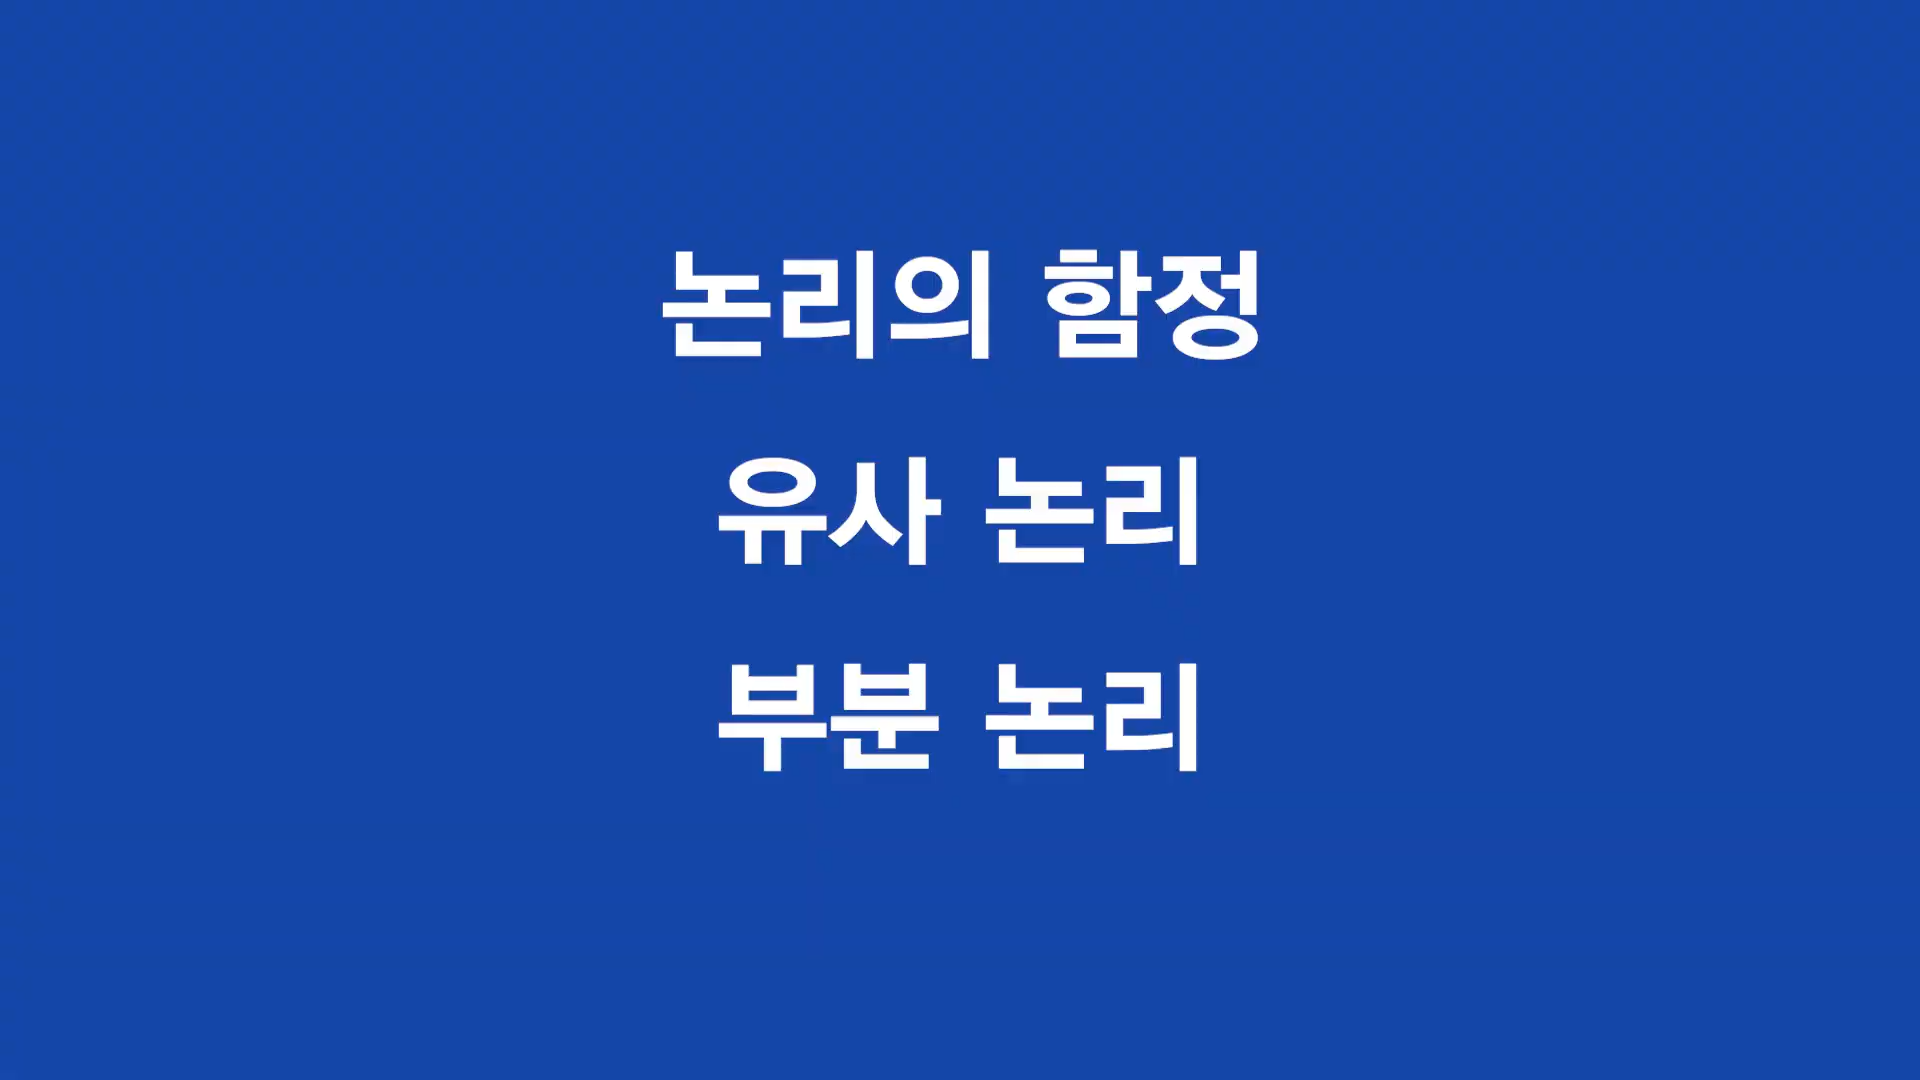 논리의 함정
유사 논리
부분 논리